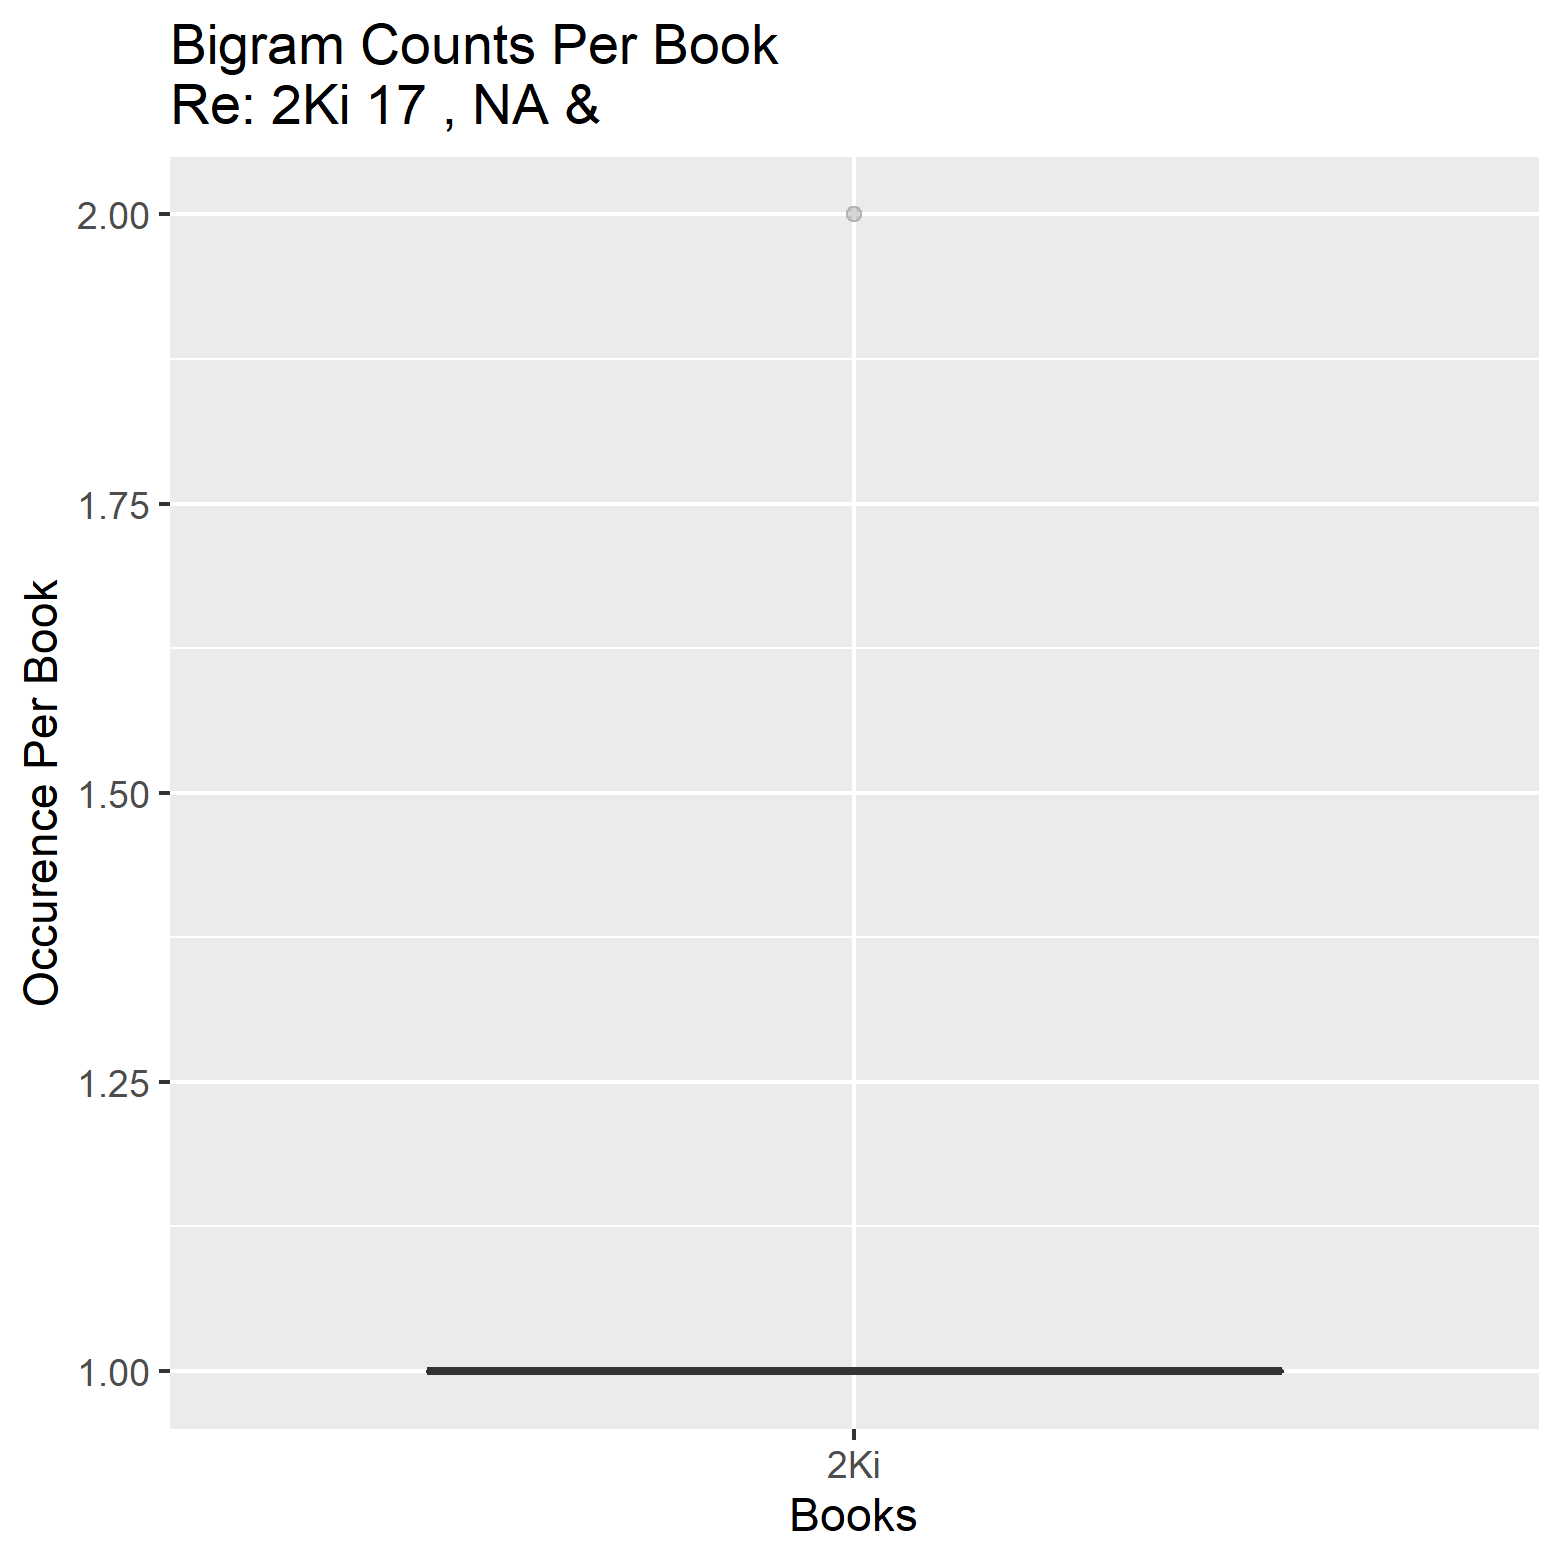 Bigram Counts Per Book
Re: 2Ki 17 , NA &
2.00
1.75
1.50
1.25
1.00
Occurence Per Book
2Ki
Books